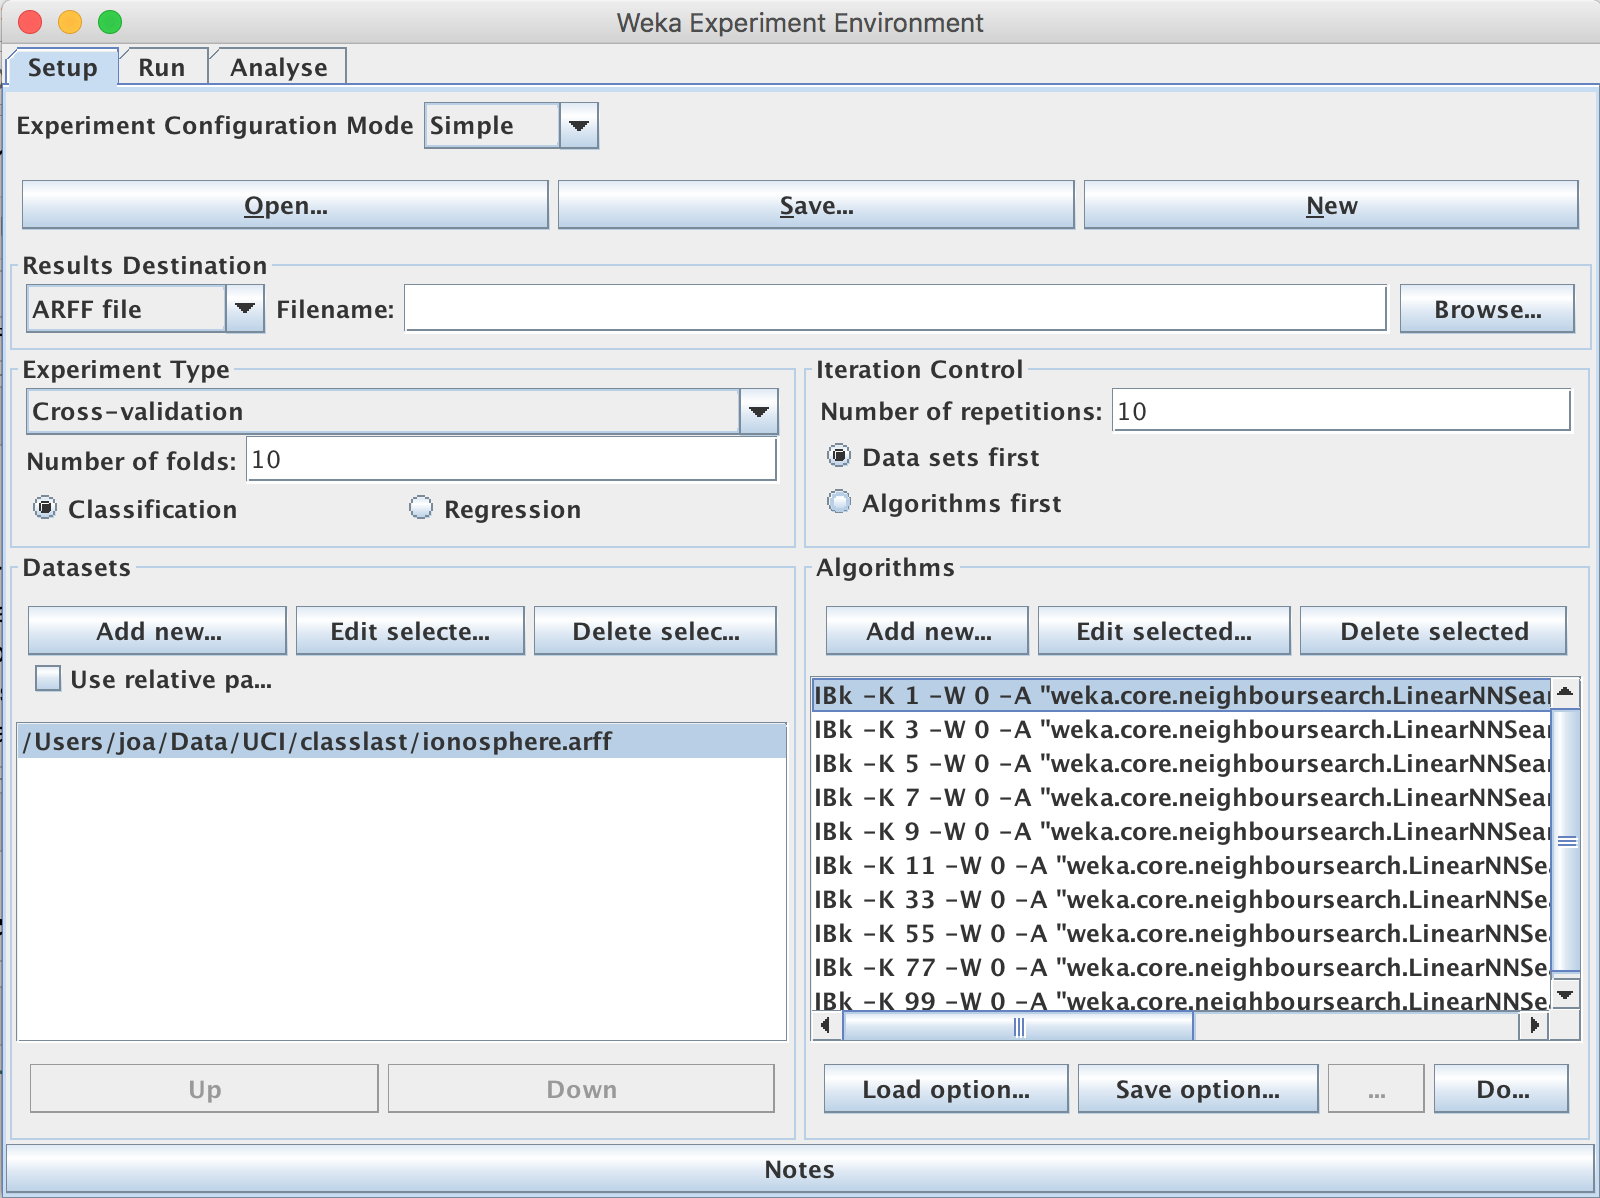 Weka Experiment Environment
Setup Run Analyse
Experiment Configuration Mode Simple
Open... Save... New
Results Destination
ARFF file Filename: Browse...
Experiment Type
Cross-validation
Number of folds: 10
Classification Regression
Iteration Control
Number of repetitions: 10
Data sets first
Algorithms first
Datasets
Add new... Edit selecte... Delete selec...
Use relative pa...
/Users/joa/Data/UCI/classlast/ionosphere.arff
Up Down
Algorithms
Add new... Edit selected... Delete selected
IBk -K 1 -W 0 -A "weka.core.neighboursearch.LinearNNSear
IBk -K 3 -W 0 -A "weka.core.neighboursearch.LinearNNSear
IBk -K 5 -W 0 -A "weka.core.neighboursearch.LinearNNSear
IBk -K 7 -W 0 -A "weka.core.neighboursearch.LinearNNSear
IBk -K 9 -W 0 -A "weka.core.neighboursearch.LinearNNSear
IBk -K 11 -W 0 -A "weka.core.neighboursearch.LinearNNSe
IBk -K 33 -W 0 -A "weka.core.neighboursearch.LinearNNSe
IBk -K 55 -W 0 -A "weka.core.neighboursearch.LinearNNSe
IBk -K 77 -W 0 -A "weka.core.neighboursearch.LinearNNSe
IBk -K 99 -W 0 -A "weka.core.neighboursearch.LinearNNSe
Load option... Save option... ... Do...
Notes